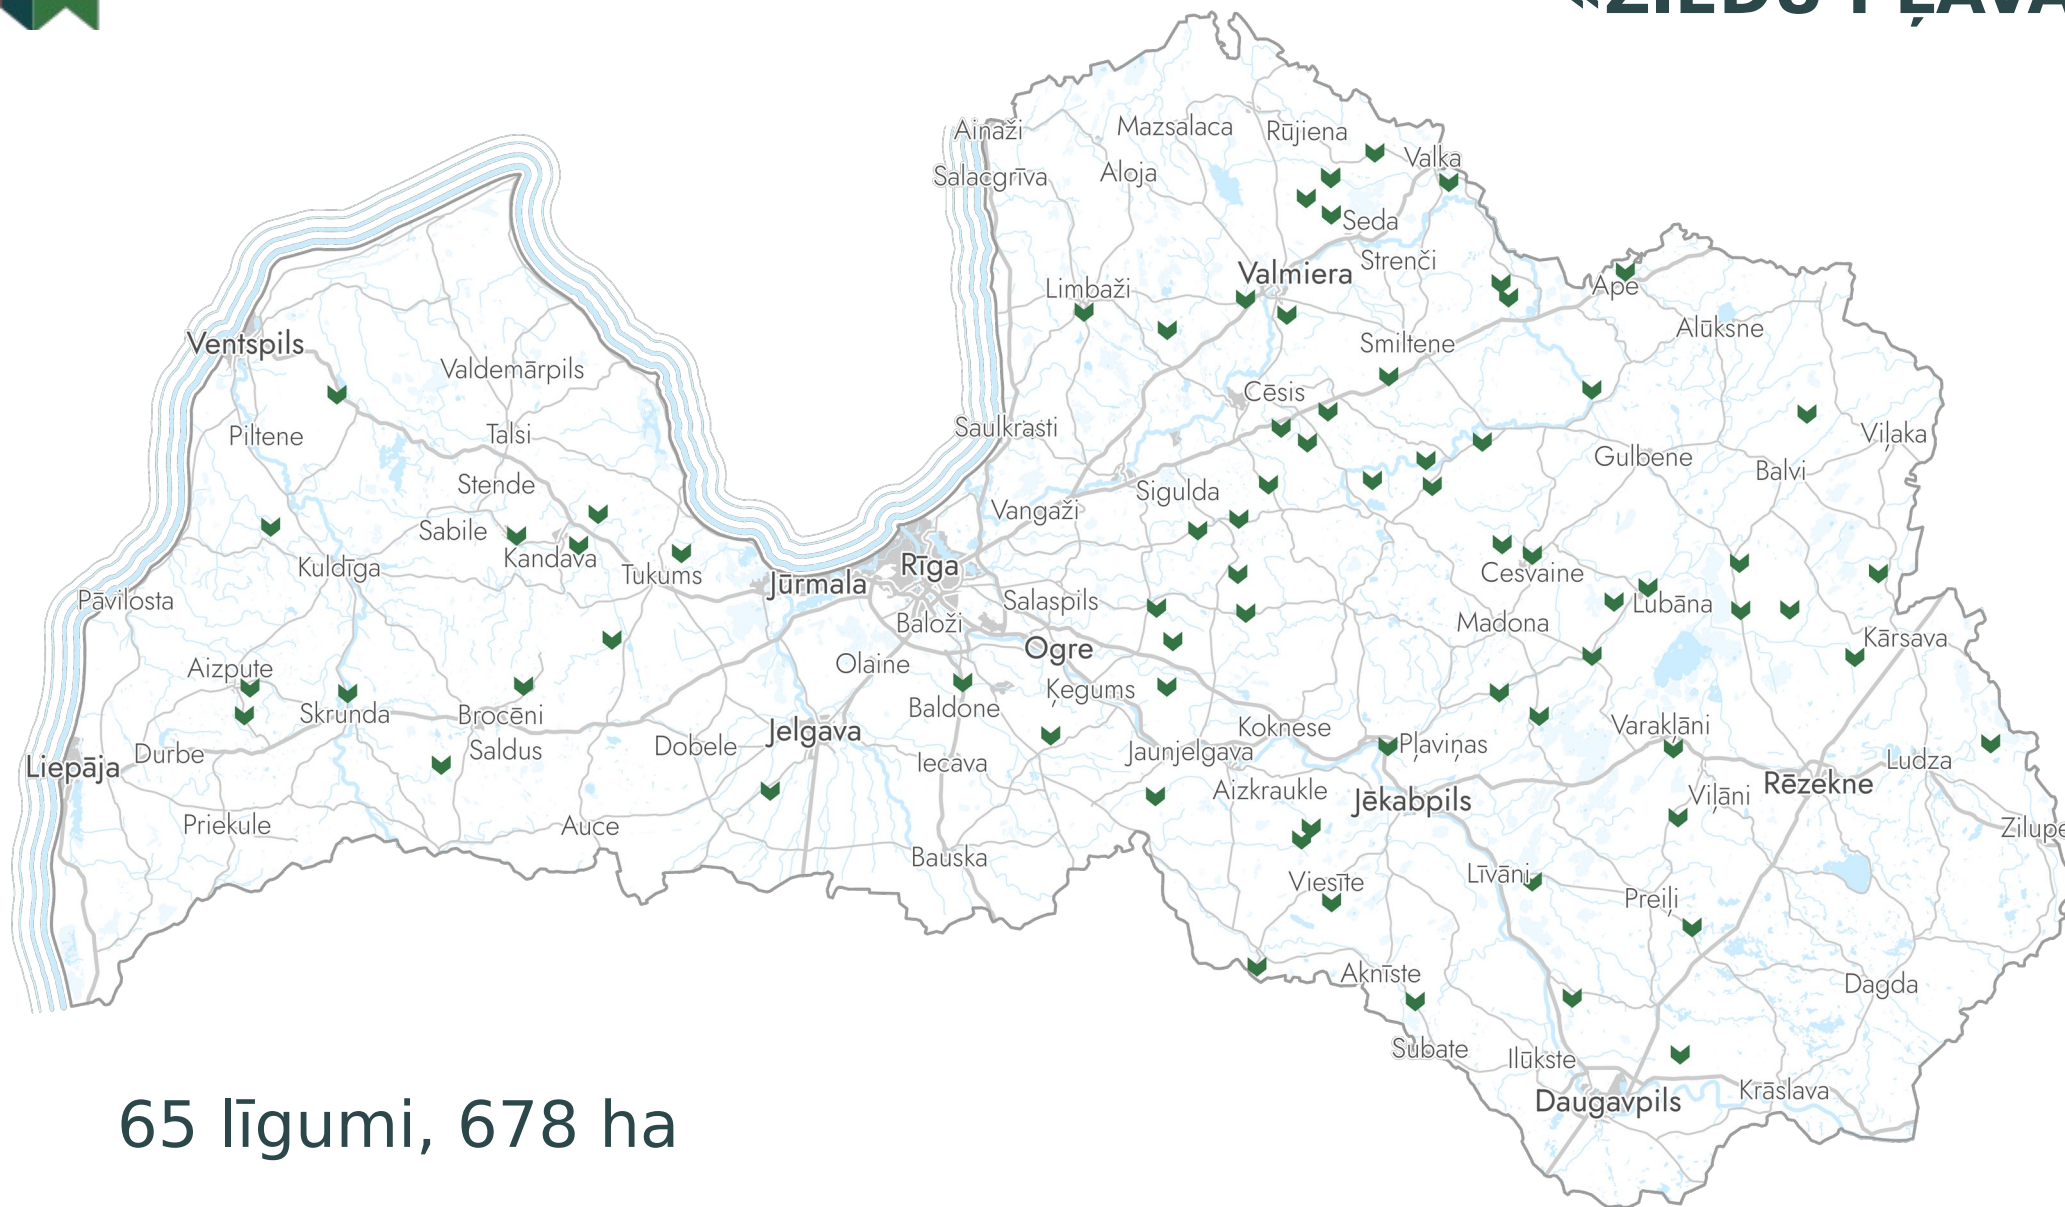 «ZIEDU PĻAVA
Ainaži
Mazsalaca
Rūjiena
Valka
Salacgrīva
Aloja
Seda
Strenči
Valmiera
Limbaži
Ape
Alūksne
Smiltene
Ventspils
Valdemārpils
Cēsis
Piltene
Talsi
Saulkrasti
Viļaka
Gulbene
Balvi
Stende
Sigulda
Vangaži
Sabile
Kandava
Kuldīga
Tukums
Jūrmala
Rīga
Cesvaine
Pāvilosta
Salaspils
Lubāna
Baloži
Madona
Kārsava
Ogre
Olaine
Aizpute
Ķegums
Skrunda
Brocēni
Baldone
Koknese
Varakļāni
Jelgava
Dobele
Saldus
Durbe
Liepāja
Jaunjelgava
Pļaviņas
Ludza
Iecava
Aizkraukle
Jēkabpils
Viļāni
Rēzekne
Priekule
Auce
Zilupe
Bauska
Viesīte
Līvāni
Preiļi
Aknīste
Dagda
Subate
Ilūkste
Krāslava
Daugavpils
65 līgumi, 678 ha